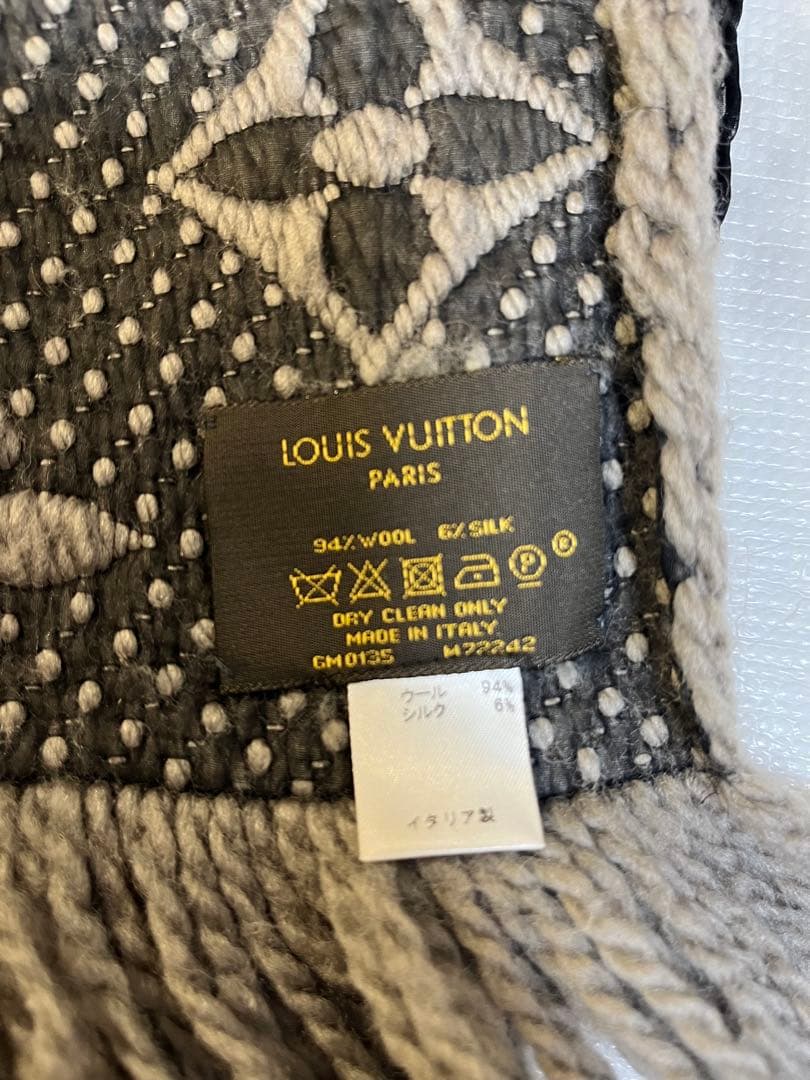 LOUIS VUITTON
PARIS
94%WOOL 6%SILK
P
DRY CLEAN ONLY
MADE IN ITALY
GM0135 M72242
ウール 94%
シルク 6%
イタリア製